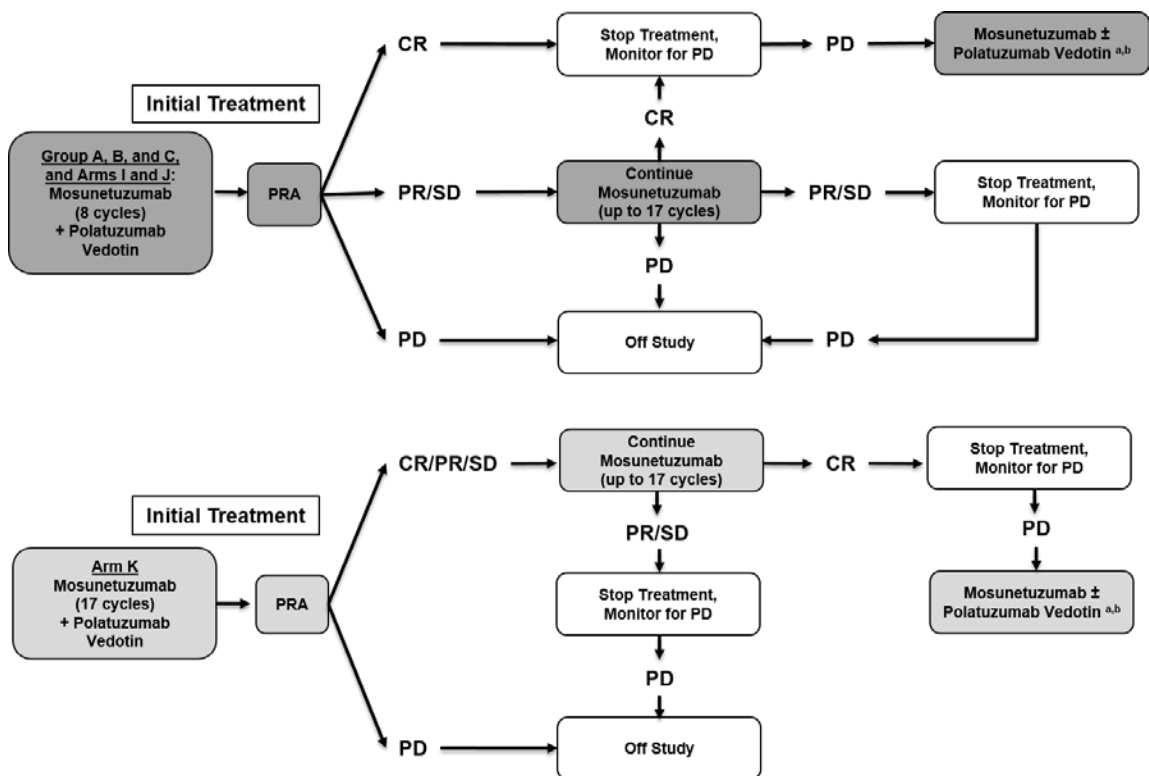 CR
Stop Treatment,
Monitor for PD
PD
Mosunetuzumab ±
Polatuzumab Vedotin a,b
Initial Treatment
CR
Group A, B, and C,
and Arms I and J:
Mosunetuzumab
(8 cycles)
+ Polatuzumab
Vedotin
PRA
PR/SD
Continue
Mosunetuzumab
(up to 17 cycles)
PR/SD
Stop Treatment,
Monitor for PD
PD
PD
Off Study
PD
CR/PR/SD
Continue
Mosunetuzumab
(up to 17 cycles)
CR
Stop Treatment,
Monitor for PD
Initial Treatment
PR/SD
PD
Arm K
Mosunetuzumab
(17 cycles)
+ Polatuzumab
Vedotin
PRA
Stop Treatment,
Monitor for PD
Mosunetuzumab ±
Polatuzumab Vedotin a,b
PD
PD
Off Study